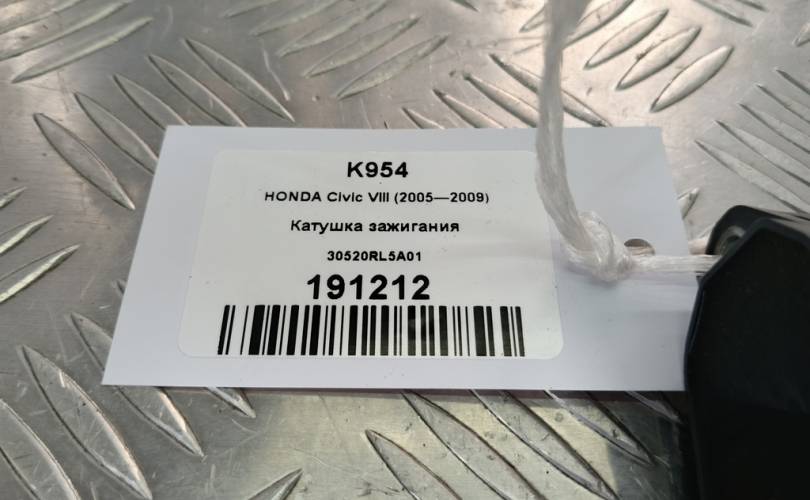 K954
HONDA Civic VIII (2005—2009)
Катушка зажигания
30520RL5A01
191212